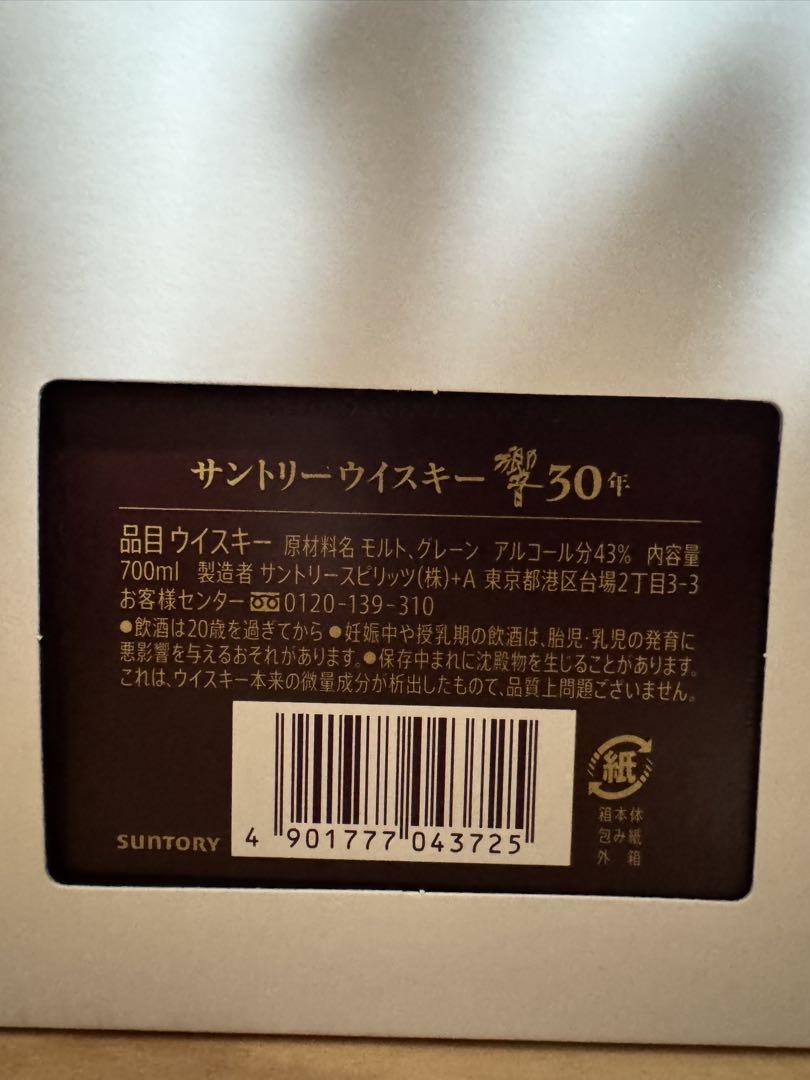 サントリーウイスキー 響 30年
品目 ウイスキー 原材料名 モルト、グレーン アルコール分43% 内容量
700ml 製造者 サントリースピリッツ(株)+A 東京都港区台場2丁目3-3
お客様センター 0120-139-310
●飲酒は20歳を過ぎてから ●妊娠中や授乳期の飲酒は、胎児・乳児の発育に
悪影響を与えるおそれがあります。●保存中まれに沈殿物を生じることがあります。
これは、ウイスキー本来の微量成分が析出したもので、品質上問題ございません。
紙
箱本体
包み紙
外 箱
SUNTORY
4 901777 043725